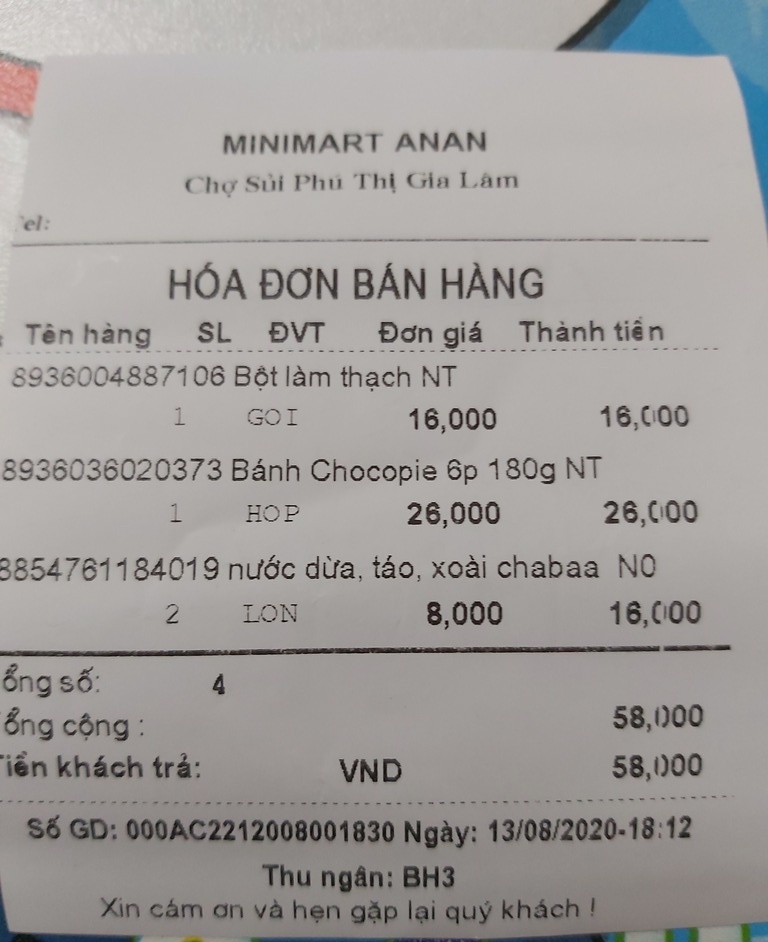 MINIMART ANAN
Chợ Sủi Phú Thị Gia Lâm
el:
HÓA ĐƠN BÁN HÀNG
Tên hàng SL ĐVT Đơn giá Thành tiền
8936004887106 Bột làm thạch NT
1 GOI 16,000 16,000
8936036020373 Bánh Chocopie 6p 180g NT
1 HOP 26,000 26,000
8854761184019 nước dừa, táo, xoài chabaa NO
2 LON 8,000 16,000
ổng số: 4
ổng cộng : 58,000
Tiền khách trả: VND 58,000
Số GD: 000AC2212008001830 Ngày: 13/08/2020-18:12
Thu ngân: BH3
Xin cám ơn và hẹn gặp lại quý khách !